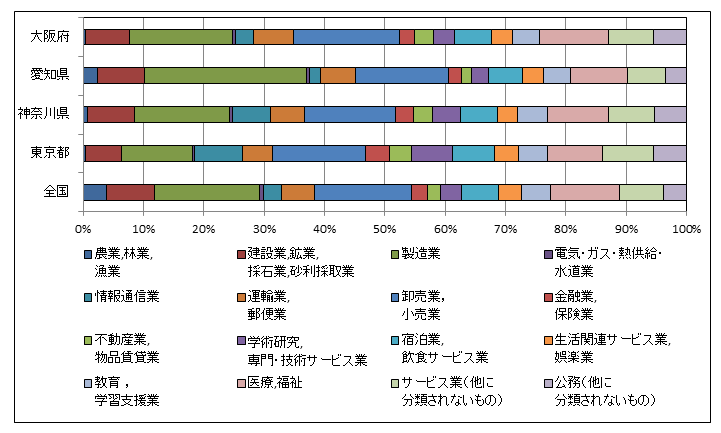 大阪府
愛知県
神奈川県
東京都
全国
0% 10% 20% 30% 40% 50% 60% 70% 80% 90% 100%
農業,林業,
漁業
建設業,鉱業,
採石業,砂利採取業
製造業
電気・ガス・熱供給・
水道業
情報通信業
運輸業,
郵便業
卸売業，
小売業
金融業,
保険業
不動産業,
物品賃貸業
学術研究,
専門・技術サービス業
宿泊業,
飲食サービス業
生活関連サービス業,
娯楽業
教育 ，
学習支援業
医療,福祉
サービス業（他に
分類されないもの）
公務（他に
分類されないもの）